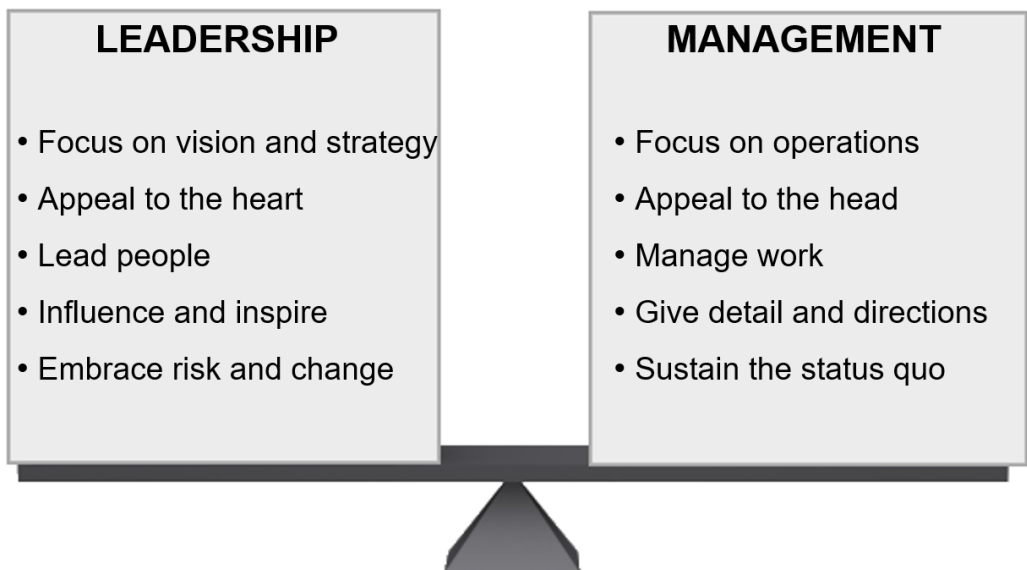 LEADERSHIP
• Focus on vision and strategy
• Appeal to the heart
• Lead people
• Influence and inspire
• Embrace risk and change
MANAGEMENT
• Focus on operations
• Appeal to the head
• Manage work
• Give detail and directions
• Sustain the status quo